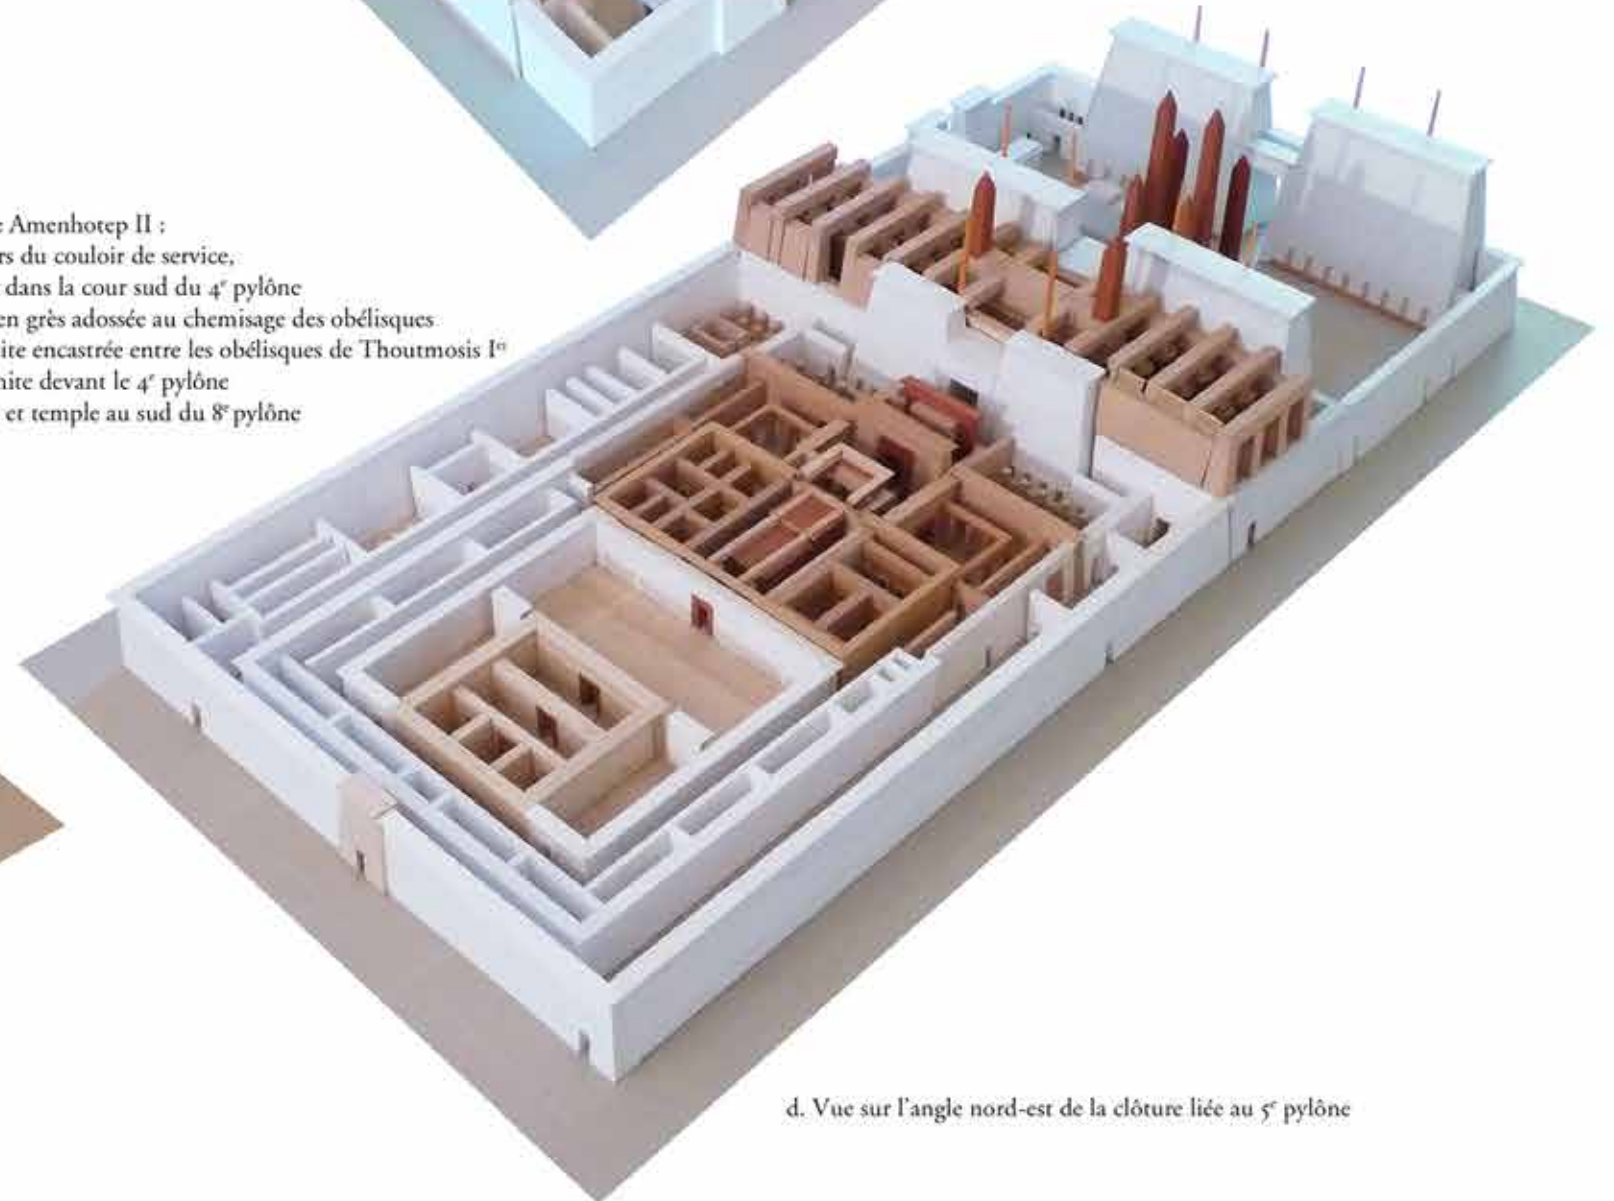 : Amenhotep II :
rs du couloir de service,
dans la cour sud du 4ᵉ pylône
en grès adossée au chemisage des obélisques
ite encastrée entre les obélisques de Thoutmosis Iᵉʳ
nite devant le 4ᵉ pylône
et temple au sud du 8ᵉ pylône
d. Vue sur l'angle nord-est de la clôture liée au 5ᵉ pylône